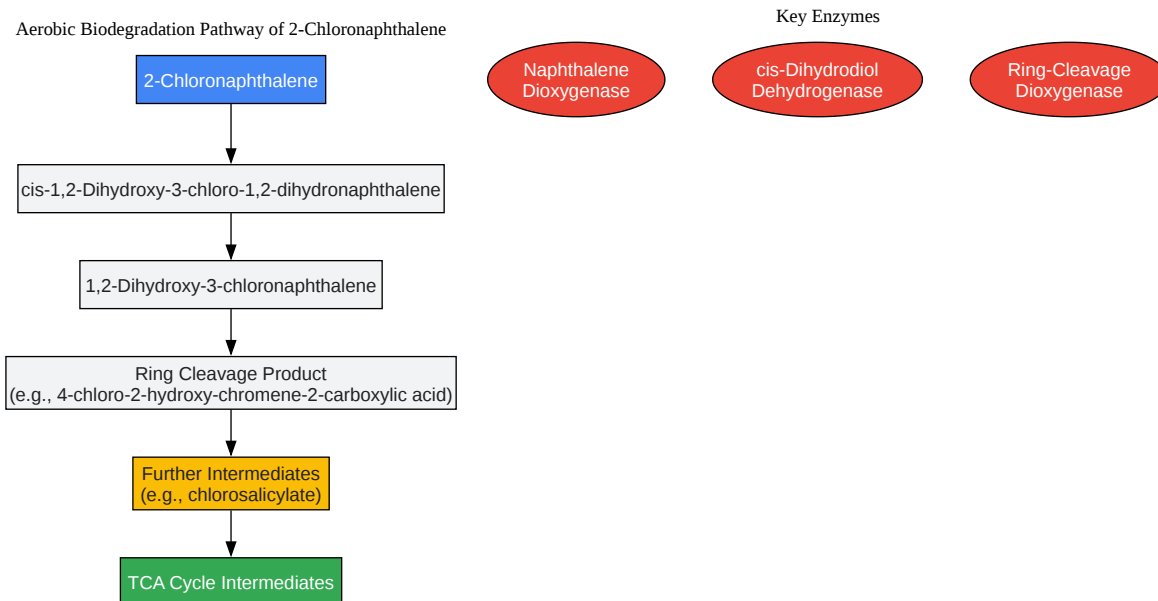 Aerobic Biodegradation Pathway of 2-Chloronaphthalene
2-Chloronaphthalene
cis-1,2-Dihydroxy-3-chloro-1,2-dihydronaphthalene
1,2-Dihydroxy-3-chloronaphthalene
Ring Cleavage Product
(e.g., 4-chloro-2-hydroxy-chromene-2-carboxylic acid)
Further Intermediates
(e.g., chlorosalicylate)
TCA Cycle Intermediates
Key Enzymes
Naphthalene
Dioxygenase
cis-Dihydrodiol
Dehydrogenase
Ring-Cleavage
Dioxygenase